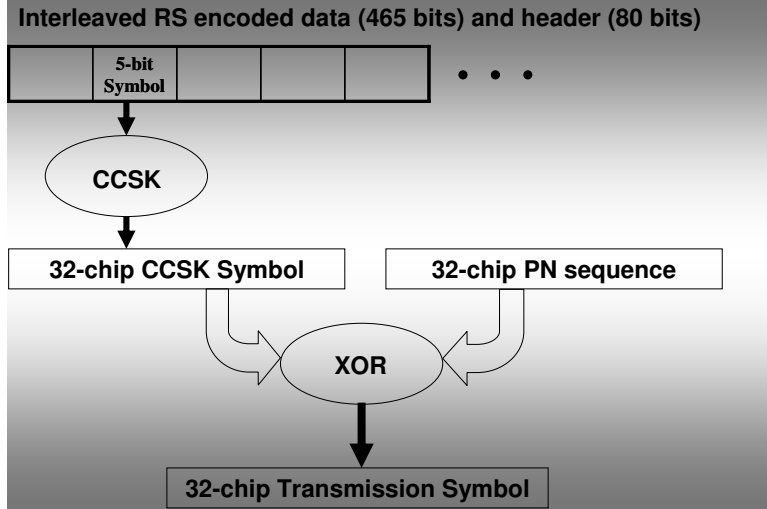 Interleaved RS encoded data (465 bits) and header (80 bits)
5-bit
Symbol
• • •
CCSK
32-chip CCSK Symbol
32-chip PN sequence
XOR
32-chip Transmission Symbol